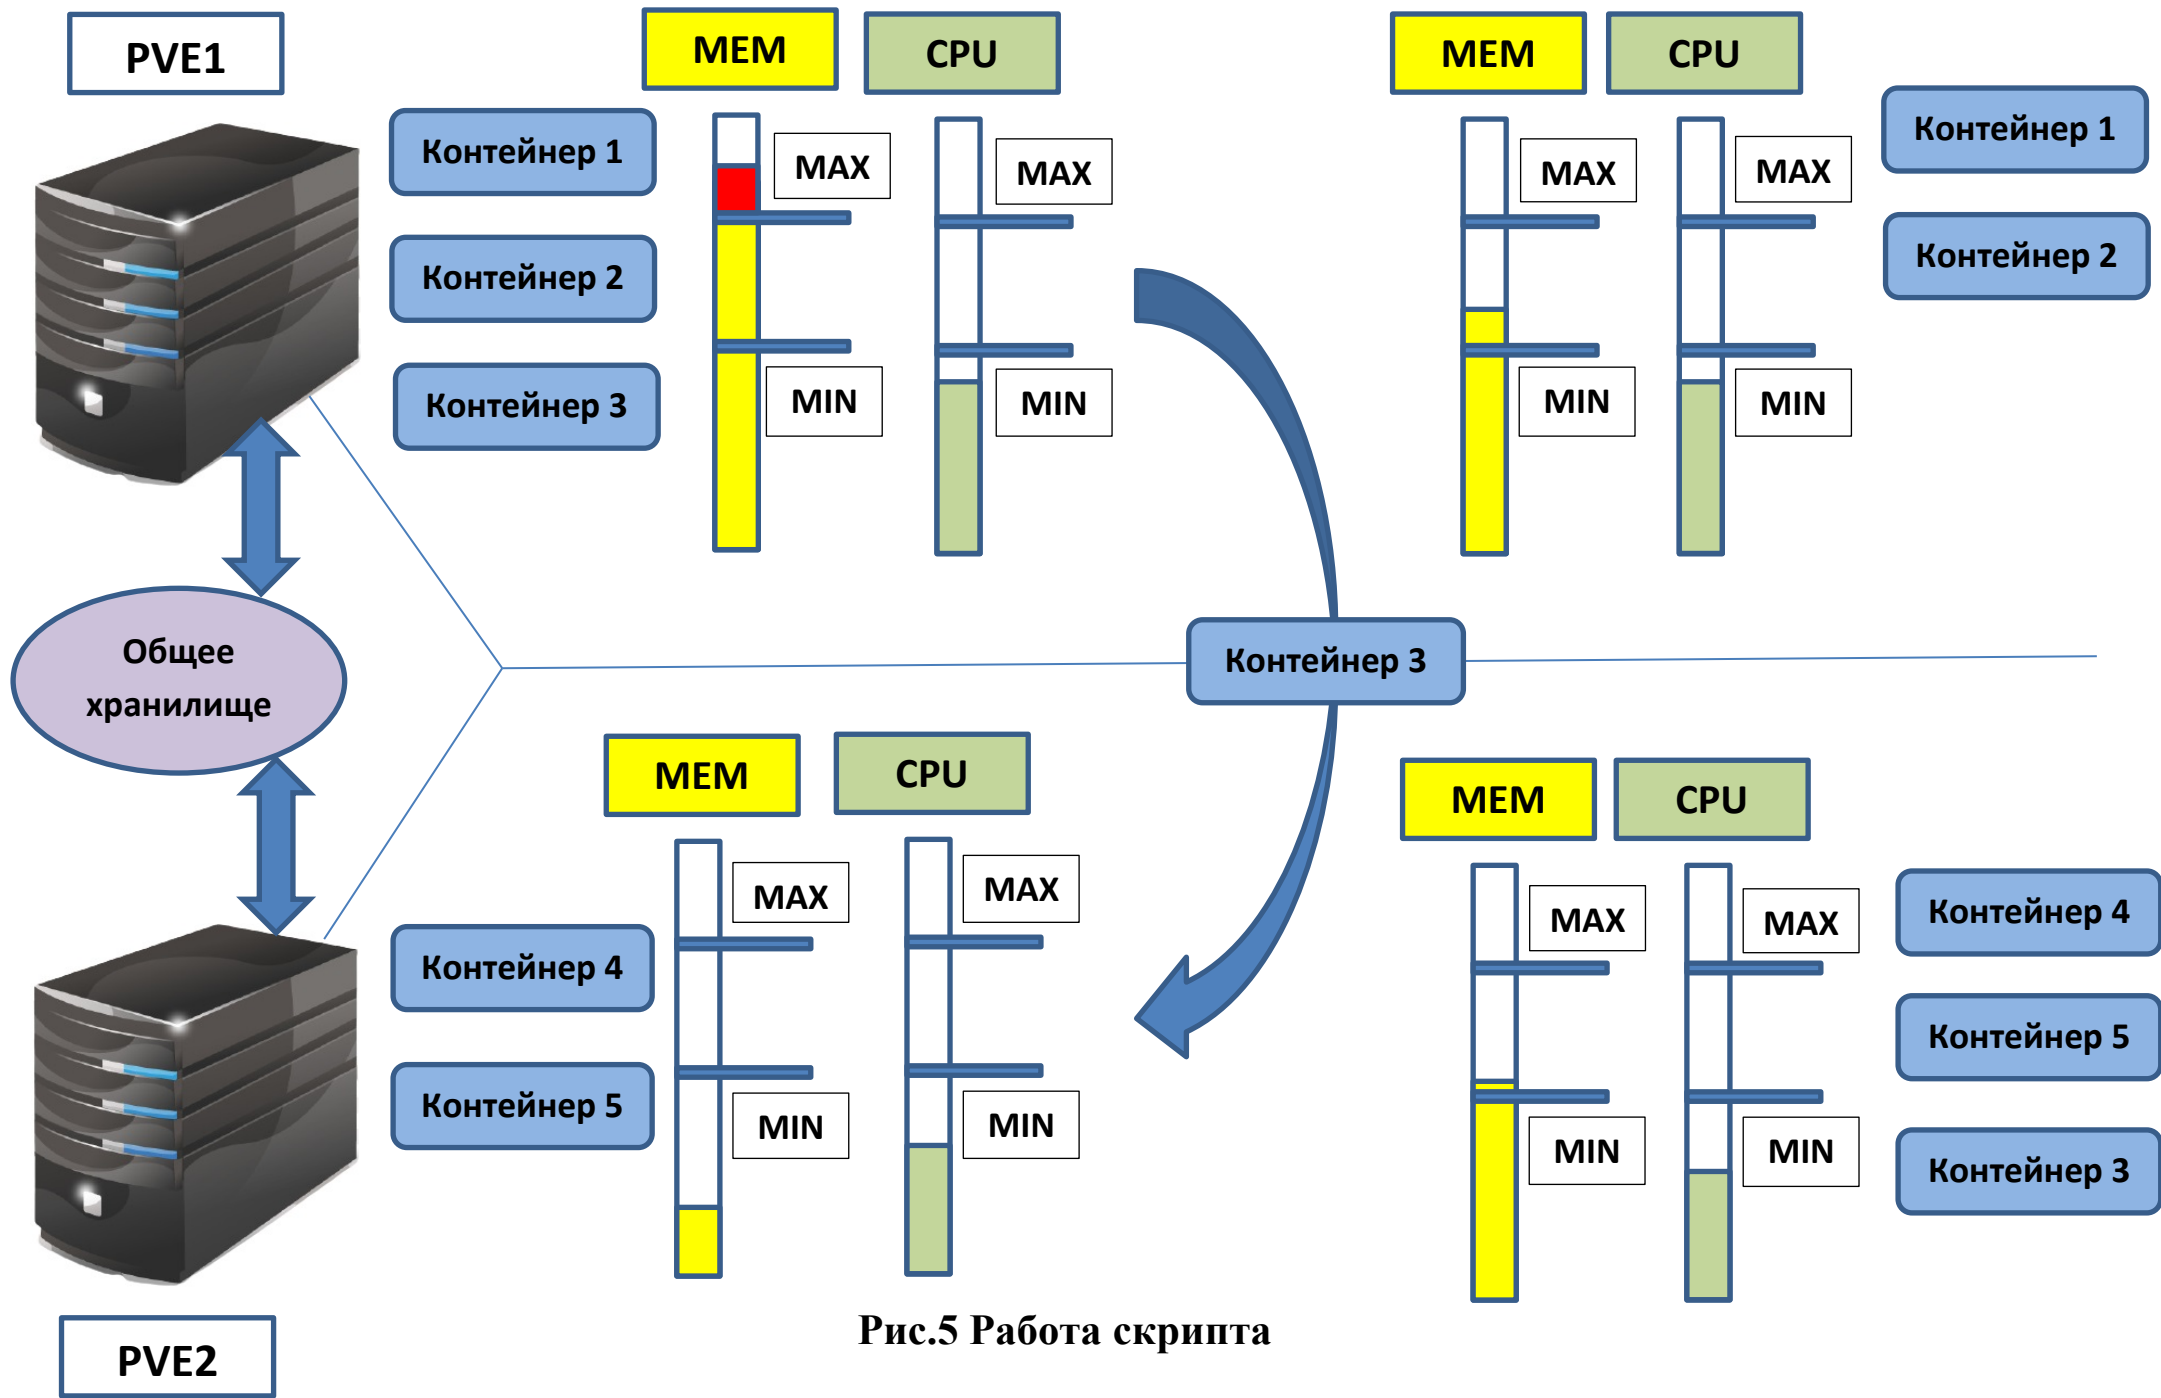 PVE1
MEM
CPU
MEM
CPU
Контейнер 1
MAX
MAX
MAX
MAX
Контейнер 1
Контейнер 2
Контейнер 2
Контейнер 3
MIN
MIN
MIN
MIN
Общее
хранилище
Контейнер 3
MEM
CPU
MEM
CPU
MAX
MAX
MAX
MAX
Контейнер 4
Контейнер 4
Контейнер 5
Контейнер 5
MIN
MIN
MIN
MIN
Контейнер 3
Рис.5 Работа скрипта
PVE2